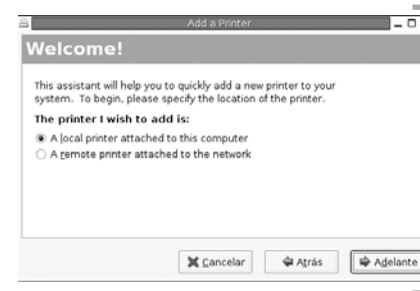 Add a Printer
Welcome!
This assistant will help you to quickly add a new printer to your
system. To begin, please specify the location of the printer.
The printer I wish to add is:
A local printer attached to this computer
A remote printer attached to the network
Cancelar
Atrás
Adelante